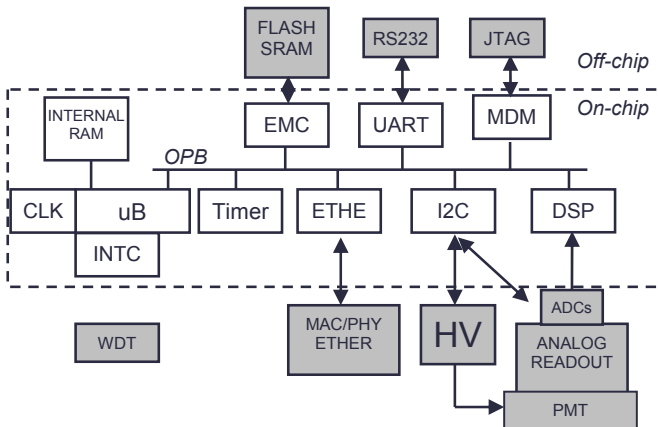 FLASH
SRAM
RS232
JTAG
Off-chip
On-chip
INTERNAL
RAM
EMC
UART
MDM
OPB
CLK
uB
Timer
ETHE
I2C
DSP
INTC
ADCs
MAC/PHY
ETHER
HV
WDT
ANALOG
READOUT
PMT